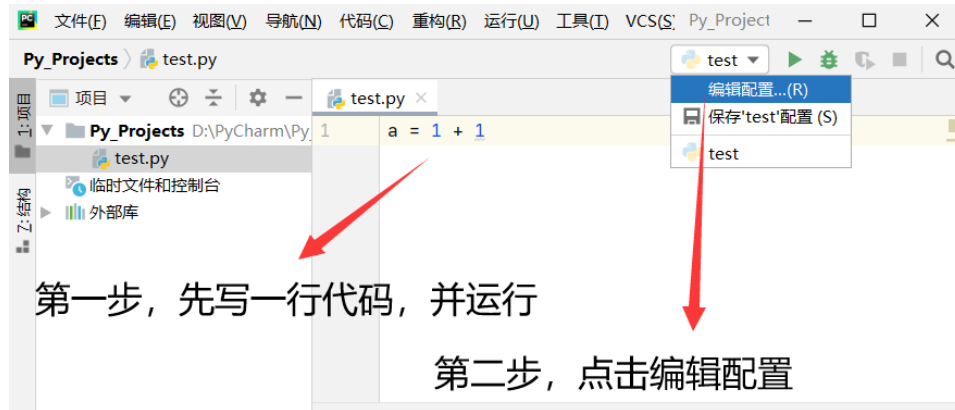 PC 文件(F) 编辑(E) 视图(V) 导航(N) 代码(C) 重构(R) 运行(U) 工具(T) VCS(S) Py_Project
Py_Projects test.py test
1: 项目 项目 test.py 编辑配置...(R)
Py_Projects D:\PyCharm\Py_ 1 a = 1 + 1 保存'test'配置 (S)
test.py test
临时文件和控制台
Z: 结构 外部库
第一步，先写一行代码，并运行
第二步，点击编辑配置